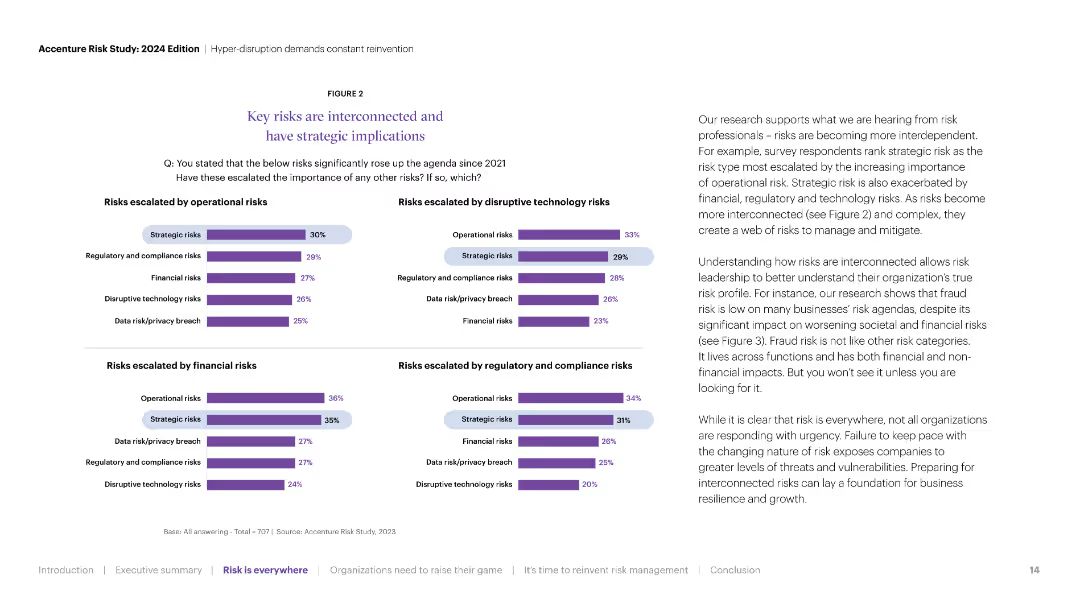 Accenture Risk Study: 2024 Edition | Hyper-disruption demands constant reinvention
FIGURE 2
Key risks are interconnected and
have strategic implications
Q: You stated that the below risks significantly rose up the agenda since 2021
Have these escalated the importance of any other risks? If so, which?
Risks escalated by operational risks
Strategic risks 30%
Regulatory and compliance risks 29%
Financial risks 27%
Disruptive technology risks 26%
Data risk/privacy breach 25%
Risks escalated by disruptive technology risks
Operational risks 33%
Strategic risks 29%
Regulatory and compliance risks 28%
Data risk/privacy breach 26%
Financial risks 23%
Risks escalated by financial risks
Operational risks 36%
Strategic risks 35%
Data risk/privacy breach 27%
Regulatory and compliance risks 27%
Disruptive technology risks 24%
Risks escalated by regulatory and compliance risks
Operational risks 34%
Strategic risks 31%
Financial risks 26%
Data risk/privacy breach 25%
Disruptive technology risks 20%
Base: All answering - Total = 707 | Source: Accenture Risk Study, 2023
Our research supports what we are hearing from risk
professionals – risks are becoming more interdependent.
For example, survey respondents rank strategic risk as the
risk type most escalated by the increasing importance
of operational risk. Strategic risk is also exacerbated by
financial, regulatory and technology risks. As risks become
more interconnected (see Figure 2) and complex, they
create a web of risks to manage and mitigate.
Understanding how risks are interconnected allows risk
leadership to better understand their organization's true
risk profile. For instance, our research shows that fraud
risk is low on many businesses' risk agendas, despite its
significant impact on worsening societal and financial risks
(see Figure 3). Fraud risk is not like other risk categories.
It lives across functions and has both financial and non-
financial impacts. But you won't see it unless you are
looking for it.
While it is clear that risk is everywhere, not all organizations
are responding with urgency. Failure to keep pace with
the changing nature of risk exposes companies to
greater levels of threats and vulnerabilities. Preparing for
interconnected risks can lay a foundation for business
resilience and growth.
Introduction | Executive summary | Risk is everywhere | Organizations need to raise their game | It's time to reinvent risk management | Conclusion
14